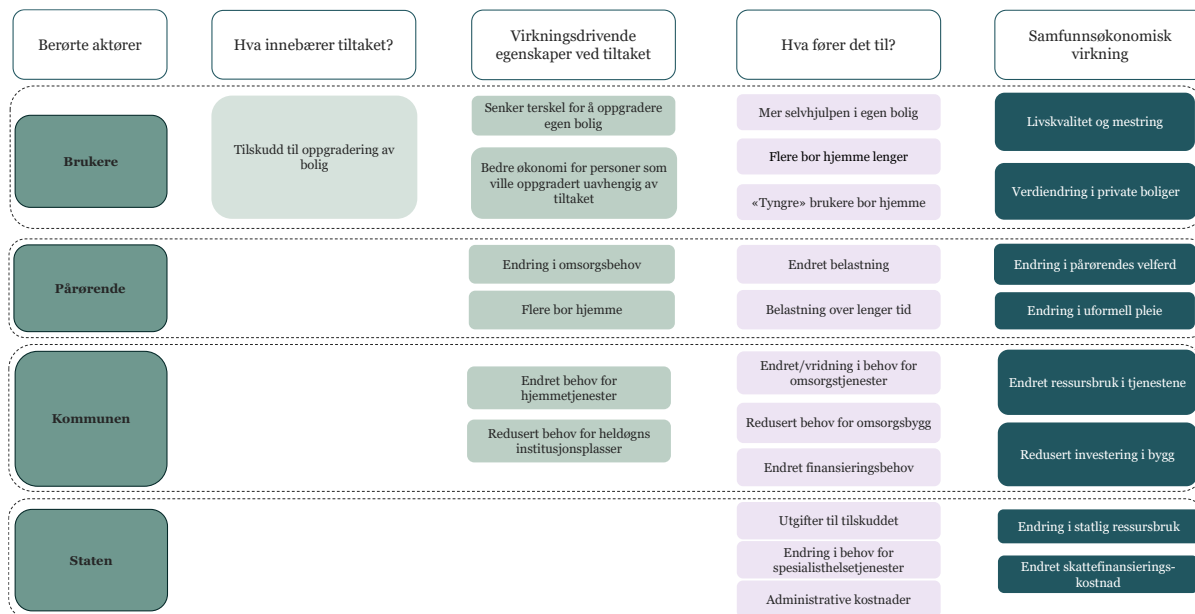 Berørte aktører
Hva innebærer tiltaket?
Virkningsdrivende
egenskaper ved tiltaket
Hva fører det til?
Samfunnsøkonomisk
virkning
Brukere
Tilskudd til oppgradering av
bolig
Senker terskel for å oppgradere
egen bolig
Bedre økonomi for personer som
ville oppgradert uavhengig av
tiltaket
Mer selvhjulpen i egen bolig
Flere bor hjemme lenger
«Tyngre» brukere bor hjemme
Livskvalitet og mestring
Verdiendring i private boliger
Pårørende
Endring i omsorgsbehov
Flere bor hjemme
Endret belastning
Belastning over lenger tid
Endring i pårørendes velferd
Endring i uformell pleie
Kommunen
Endret behov for
hjemmetjenester
Redusert behov for heldøgns
institusjonsplasser
Endret/vridning i behov for
omsorgstjenester
Redusert behov for omsorgsbygg
Endret finansieringsbehov
Endret ressursbruk i tjenestene
Redusert investering i bygg
Staten
Utgifter til tilskuddet
Endring i behov for
spesialisthelsetjenester
Administrative kostnader
Endring i statlig ressursbruk
Endret skattefinansierings-
kostnad